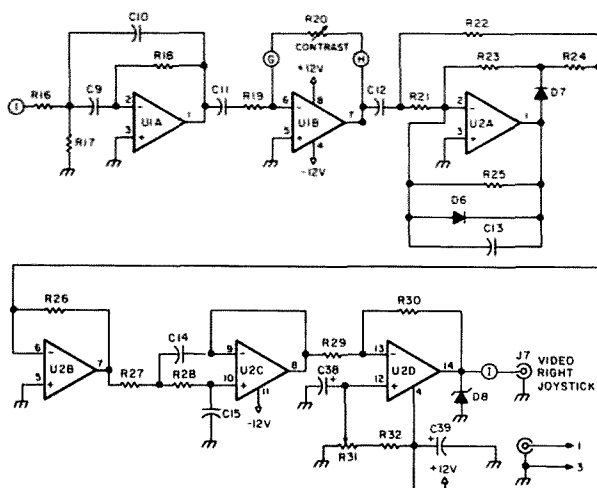 C10
R18
I
R16
C9
2
U1A
1
3
R17
C11
R19
G
R20
CONTRAST
H
+12V
8
6
U1B
7
5
4
-12V
C12
R22
R21
R23
R24
D7
2
U2A
1
3
R25
D6
C13
R26
6
U2B
7
5
R27
C14
R28
C15
9
U2C
8
10
11
-12V
R29
C38
+
R30
13
U2D
14
12
4
D8
I
J7
VIDEO
RIGHT
JOYSTICK
R31
R32
+
C39
+12V
1
3